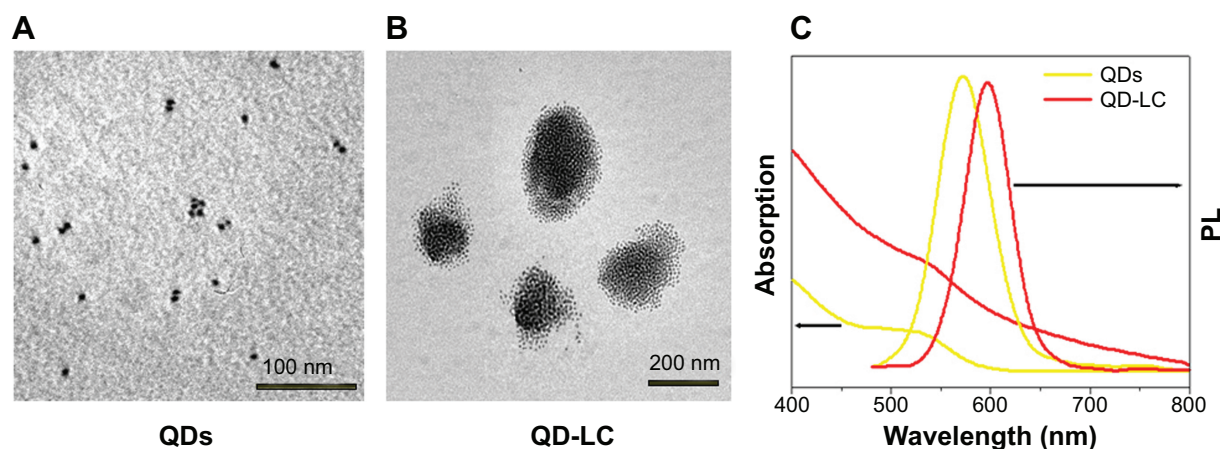 A
B
C
100 nm
200 nm
QDs
QD-LC
QDs
QD-LC
Absorption
PL
400
500
600
700
800
Wavelength (nm)